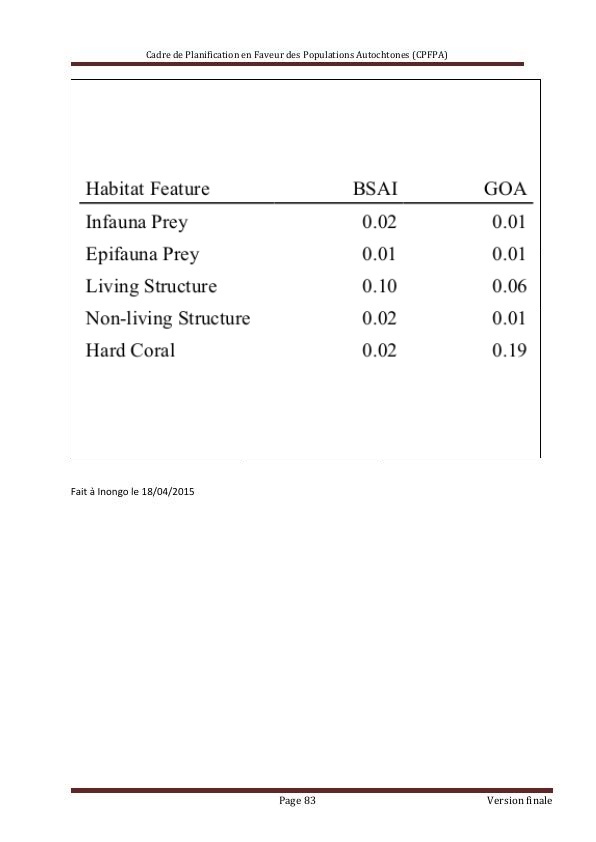 Cadre de Planification en Faveur des Populations Autochtones (CPFPA)
Habitat Feature BSAI GOA
Infauna Prey 0.02 0.01
Epifauna Prey 0.01 0.01
Living Structure 0.10 0.06
Non-living Structure 0.02 0.01
Hard Coral 0.02 0.19
Fait à Inongo le 18/04/2015
Page 83 Version finale